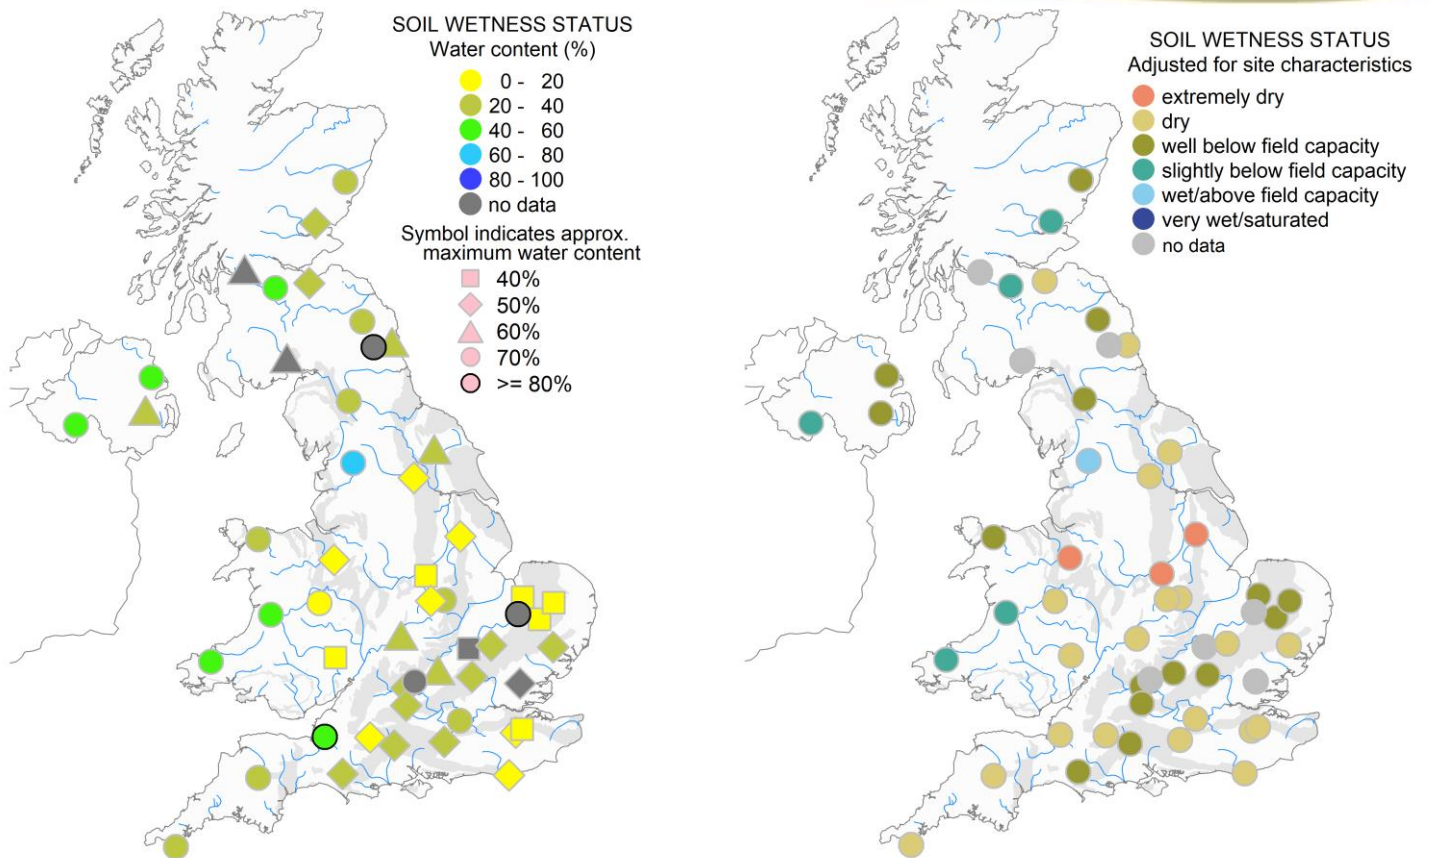 SOIL WETNESS STATUS
Water content (%)
0 - 20
20 - 40
40 - 60
60 - 80
80 - 100
no data
Symbol indicates approx.
maximum water content
40%
50%
60%
70%
>= 80%
SOIL WETNESS STATUS
Adjusted for site characteristics
extremely dry
dry
well below field capacity
slightly below field capacity
wet/above field capacity
very wet/saturated
no data